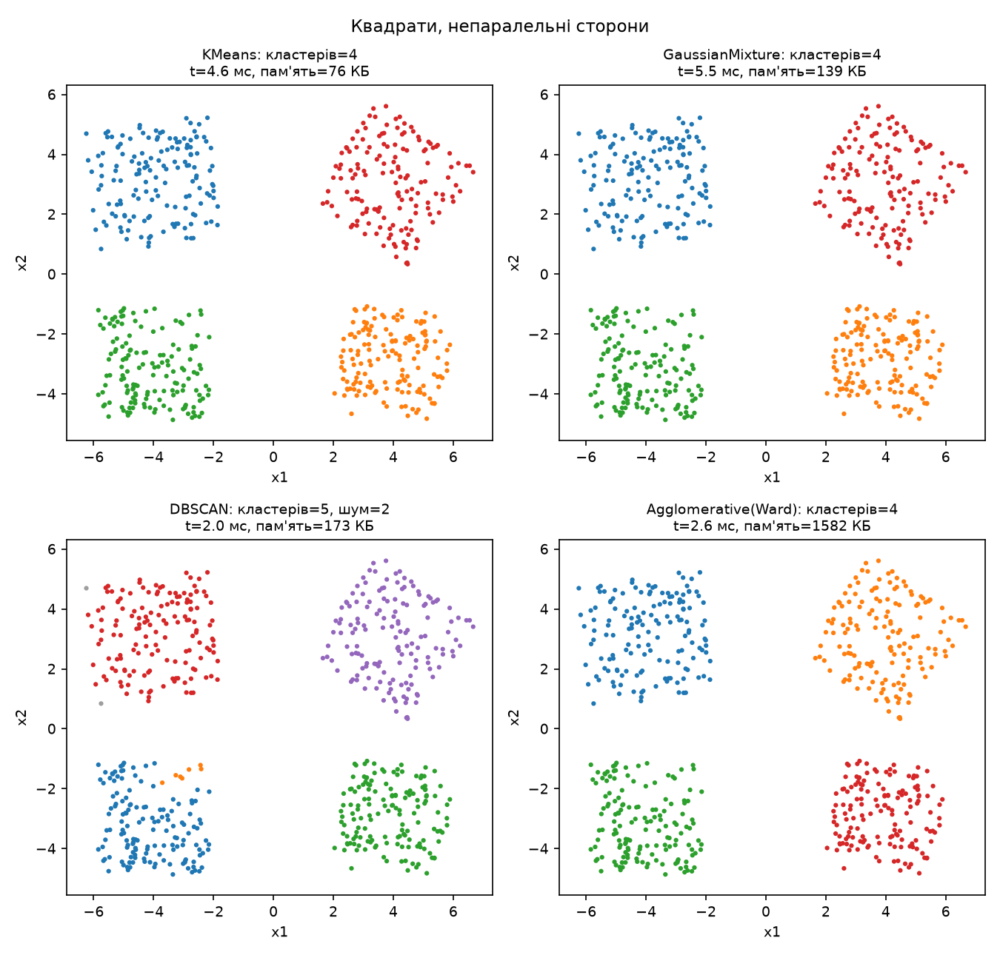 Квадрати, непаралельні сторони
KMeans: кластерів=4
t=4.6 мс, пам'ять=76 КБ
6
4
2
0
−2
−4
x2
−6 −4 −2 0 2 4 6
x1
GaussianMixture: кластерів=4
t=5.5 мс, пам'ять=139 КБ
6
4
2
0
−2
−4
x2
−6 −4 −2 0 2 4 6
x1
DBSCAN: кластерів=5, шум=2
t=2.0 мс, пам'ять=173 КБ
6
4
2
0
−2
−4
x2
−6 −4 −2 0 2 4 6
x1
Agglomerative(Ward): кластерів=4
t=2.6 мс, пам'ять=1582 КБ
6
4
2
0
−2
−4
x2
−6 −4 −2 0 2 4 6
x1